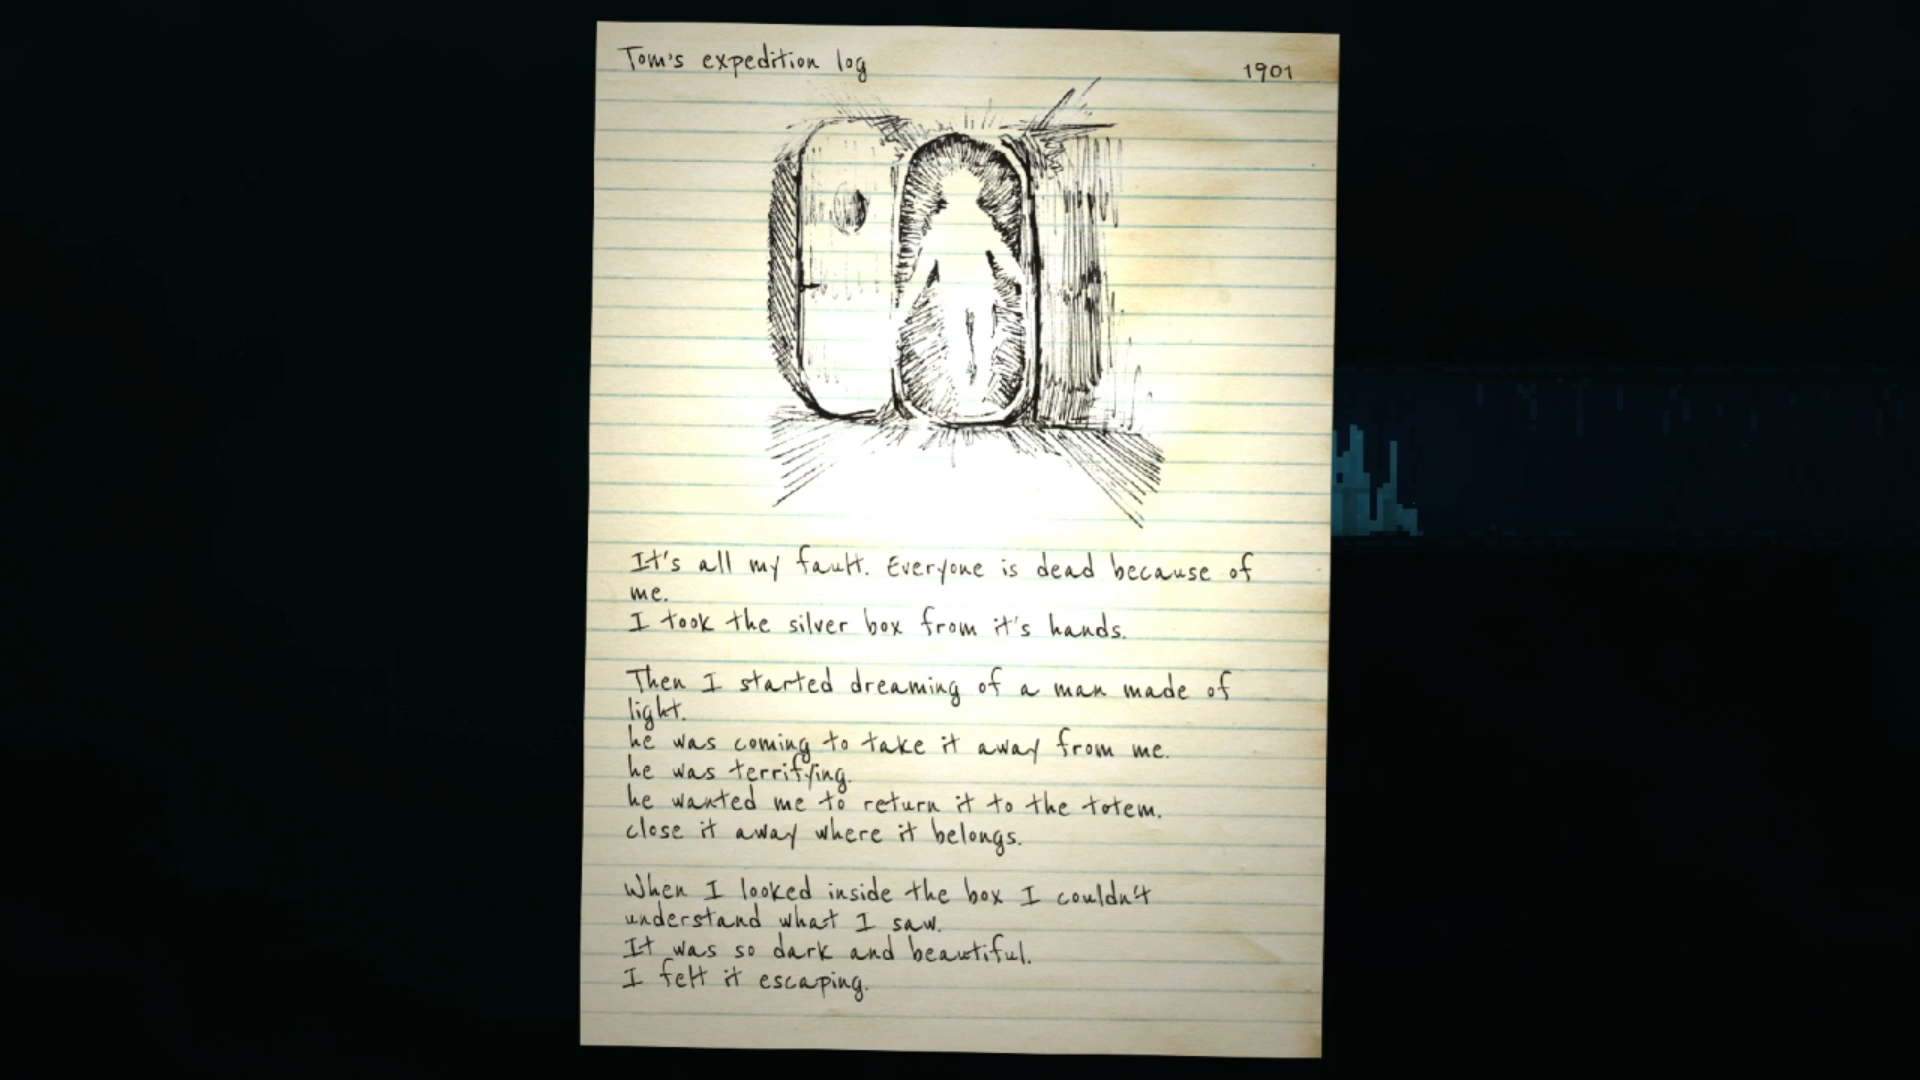 Tom's expedition log
1901
It's all my fault. Everyone is dead because of
me.
I took the silver box from it's hands.
Then I started dreaming of a man made of
light.
he was coming to take it away from me.
he was terrifying.
he wanted me to return it to the totem.
close it away where it belongs.
When I looked inside the box I couldn't
understand what I saw.
It was so dark and beautiful.
I felt it escaping.